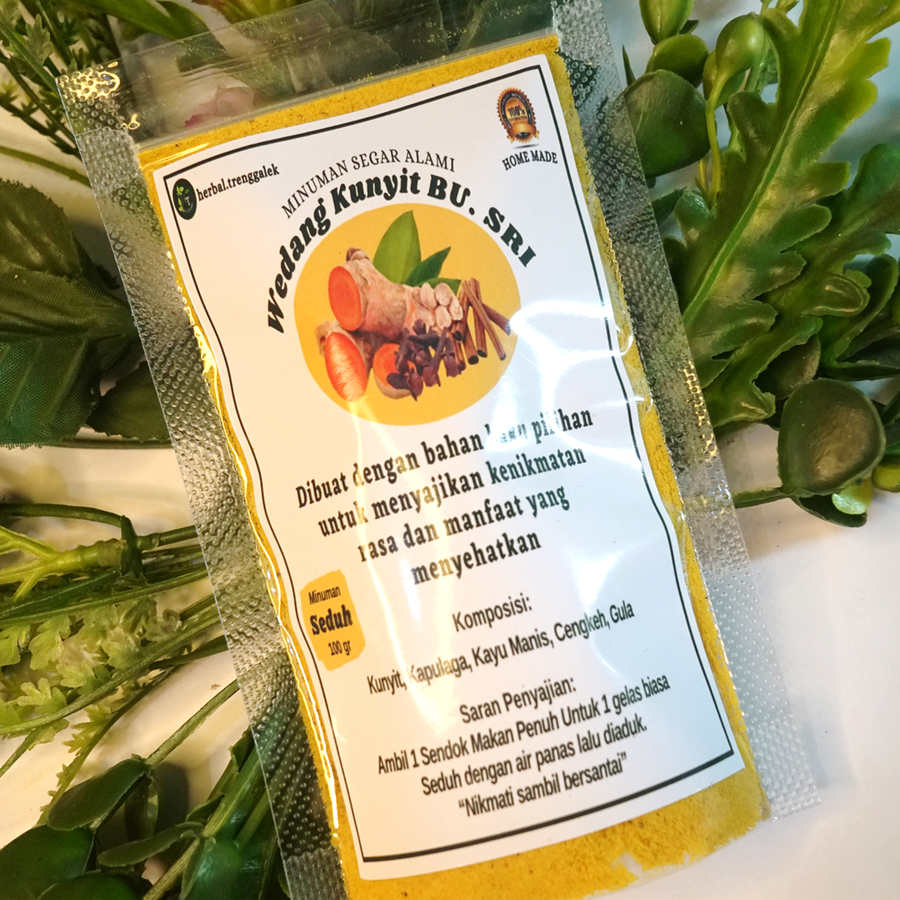 herbal.trenggalek
100%
HOME MADE
MINUMAN SEGAR ALAMI
Wedang Kunyit BU. SRI
Dibuat dengan bahan baku pilihan
untuk menyajikan kenikmatan
rasa dan manfaat yang
menyehatkan
Minuman
Seduh
100 gr
Komposisi:
Kunyit, Kapulaga, Kayu Manis, Cengkeh, Gula
Saran Penyajian:
Ambil 1 Sendok Makan Penuh Untuk 1 gelas biasa
Seduh dengan air panas lalu diaduk.
“Nikmati sambil bersantai”